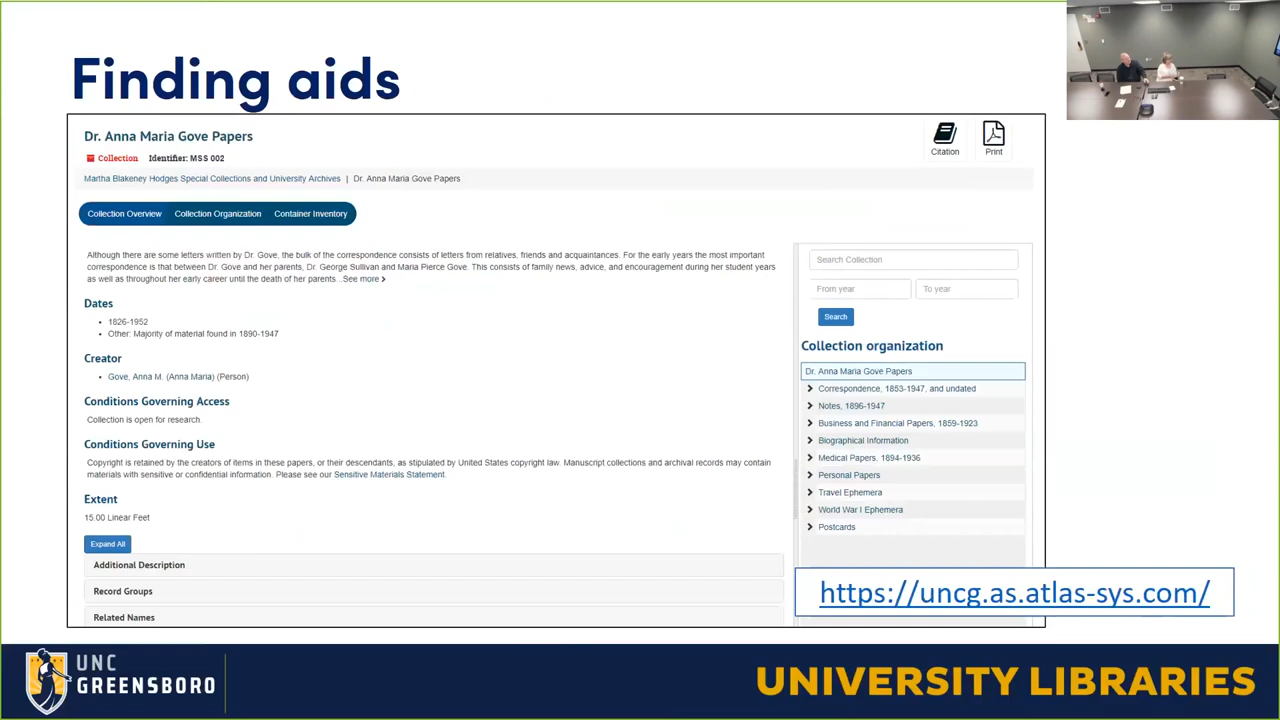 Finding aids
Dr. Anna Maria Gove Papers
Collection Identifier: MSS 002
Citation
Print
Martha Blakeney Hodges Special Collections and University Archives | Dr. Anna Maria Gove Papers
Collection Overview Collection Organization Container Inventory
Although there are some letters written by Dr. Gove, the bulk of the correspondence consists of letters from relatives, friends and acquaintances. For the early years the most important
correspondence is that between Dr. Gove and her parents, Dr. George Sullivan and Maria Pierce Gove. This consists of family news, advice, and encouragement during her student years
as well as throughout her early career until the death of her parents...See more
Dates
1826-1952
Other: Majority of material found in 1890-1947
Creator
Gove, Anna M. (Anna Maria) (Person)
Conditions Governing Access
Collection is open for research.
Conditions Governing Use
Copyright is retained by the creators of items in these papers, or their descendants, as stipulated by United States copyright law. Manuscript collections and archival records may contain
materials with sensitive or confidential information. Please see our Sensitive Materials Statement.
Extent
15.00 Linear Feet
Expand All
Additional Description
Record Groups
Related Names
Search Collection
From year To year
Search
Collection organization
Dr. Anna Maria Gove Papers
Correspondence, 1853-1947, and undated
Notes, 1896-1947
Business and Financial Papers, 1859-1923
Biographical Information
Medical Papers, 1894-1936
Personal Papers
Travel Ephemera
World War I Ephemera
Postcards
https://uncg.as.atlas-sys.com/
UNC
GREENSBORO
UNIVERSITY LIBRARIES